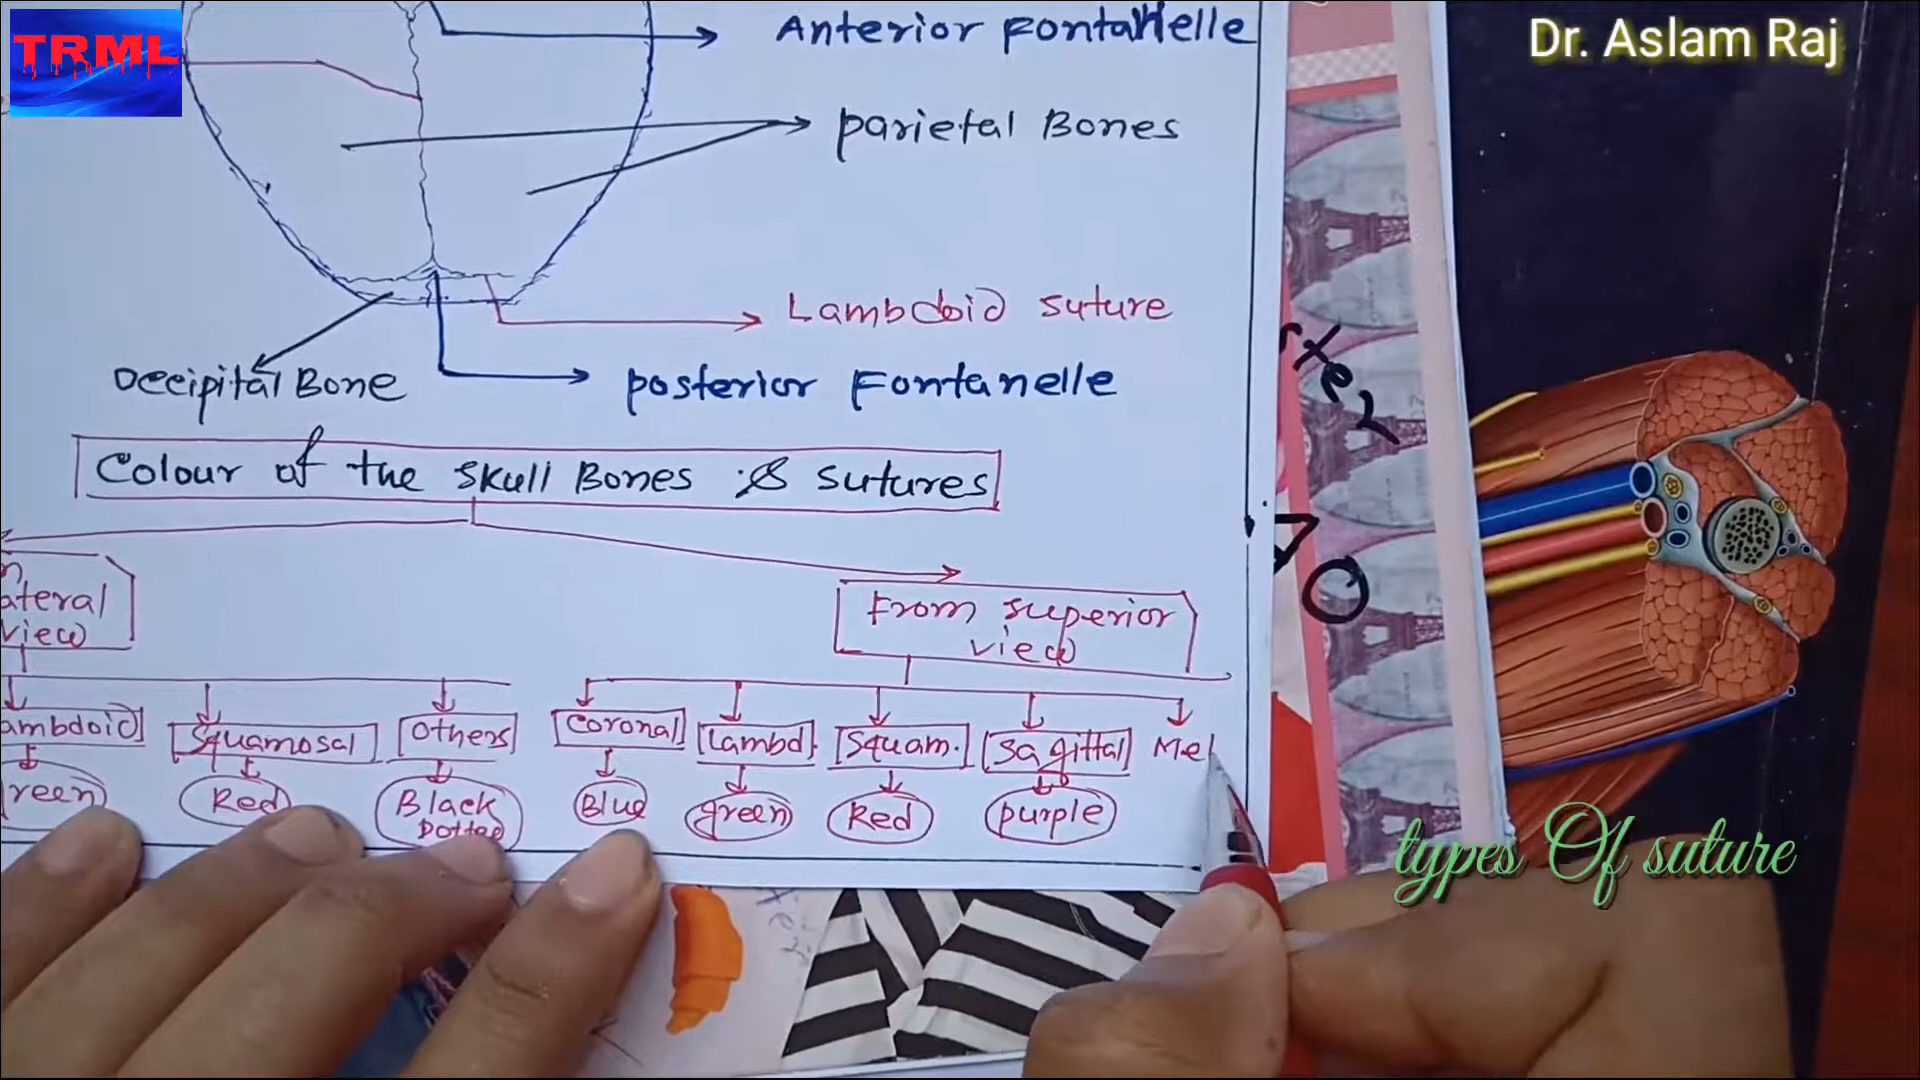 TRML
Dr. Aslam Raj
Anterior Fontanelle
parietal Bones
Lambdoid suture
Occipital Bone
posterior Fontanelle
Colour of the Skull Bones & sutures
ateral
view
From superior
view
ambdoid
Squamosal
Others
Coronal
Lambd.
Squam.
Sagittal
Mel
reen
Red
Black
Dotted
Blue
green
Red
purple
types Of suture